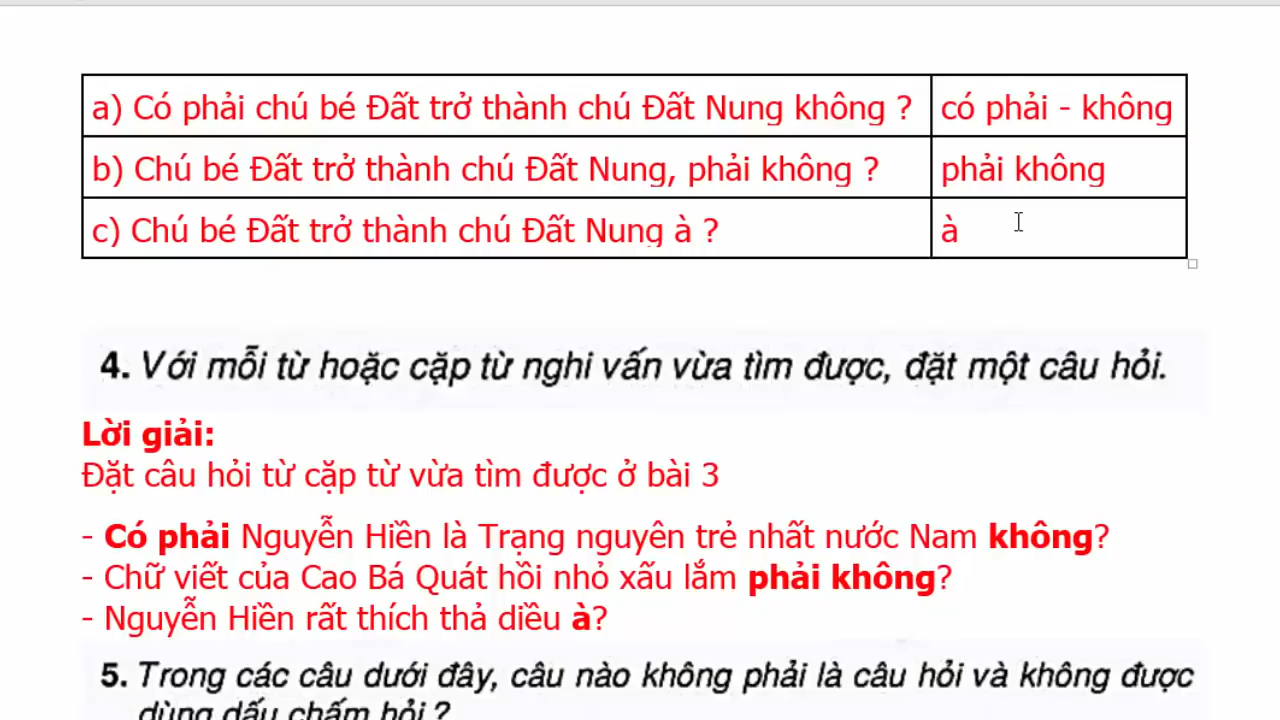 a) Có phải chú bé Đất trở thành chú Đất Nung không ? có phải - không
b) Chú bé Đất trở thành chú Đất Nung, phải không ? phải không
c) Chú bé Đất trở thành chú Đất Nung à ? à
4. Với mỗi từ hoặc cặp từ nghi vấn vừa tìm được, đặt một câu hỏi.
Lời giải:
Đặt câu hỏi từ cặp từ vừa tìm được ở bài 3
- Có phải Nguyễn Hiền là Trạng nguyên trẻ nhất nước Nam không?
- Chữ viết của Cao Bá Quát hồi nhỏ xấu lắm phải không?
- Nguyễn Hiền rất thích thả diều à?
5. Trong các câu dưới đây, câu nào không phải là câu hỏi và không được
dùng dấu chấm hỏi ?